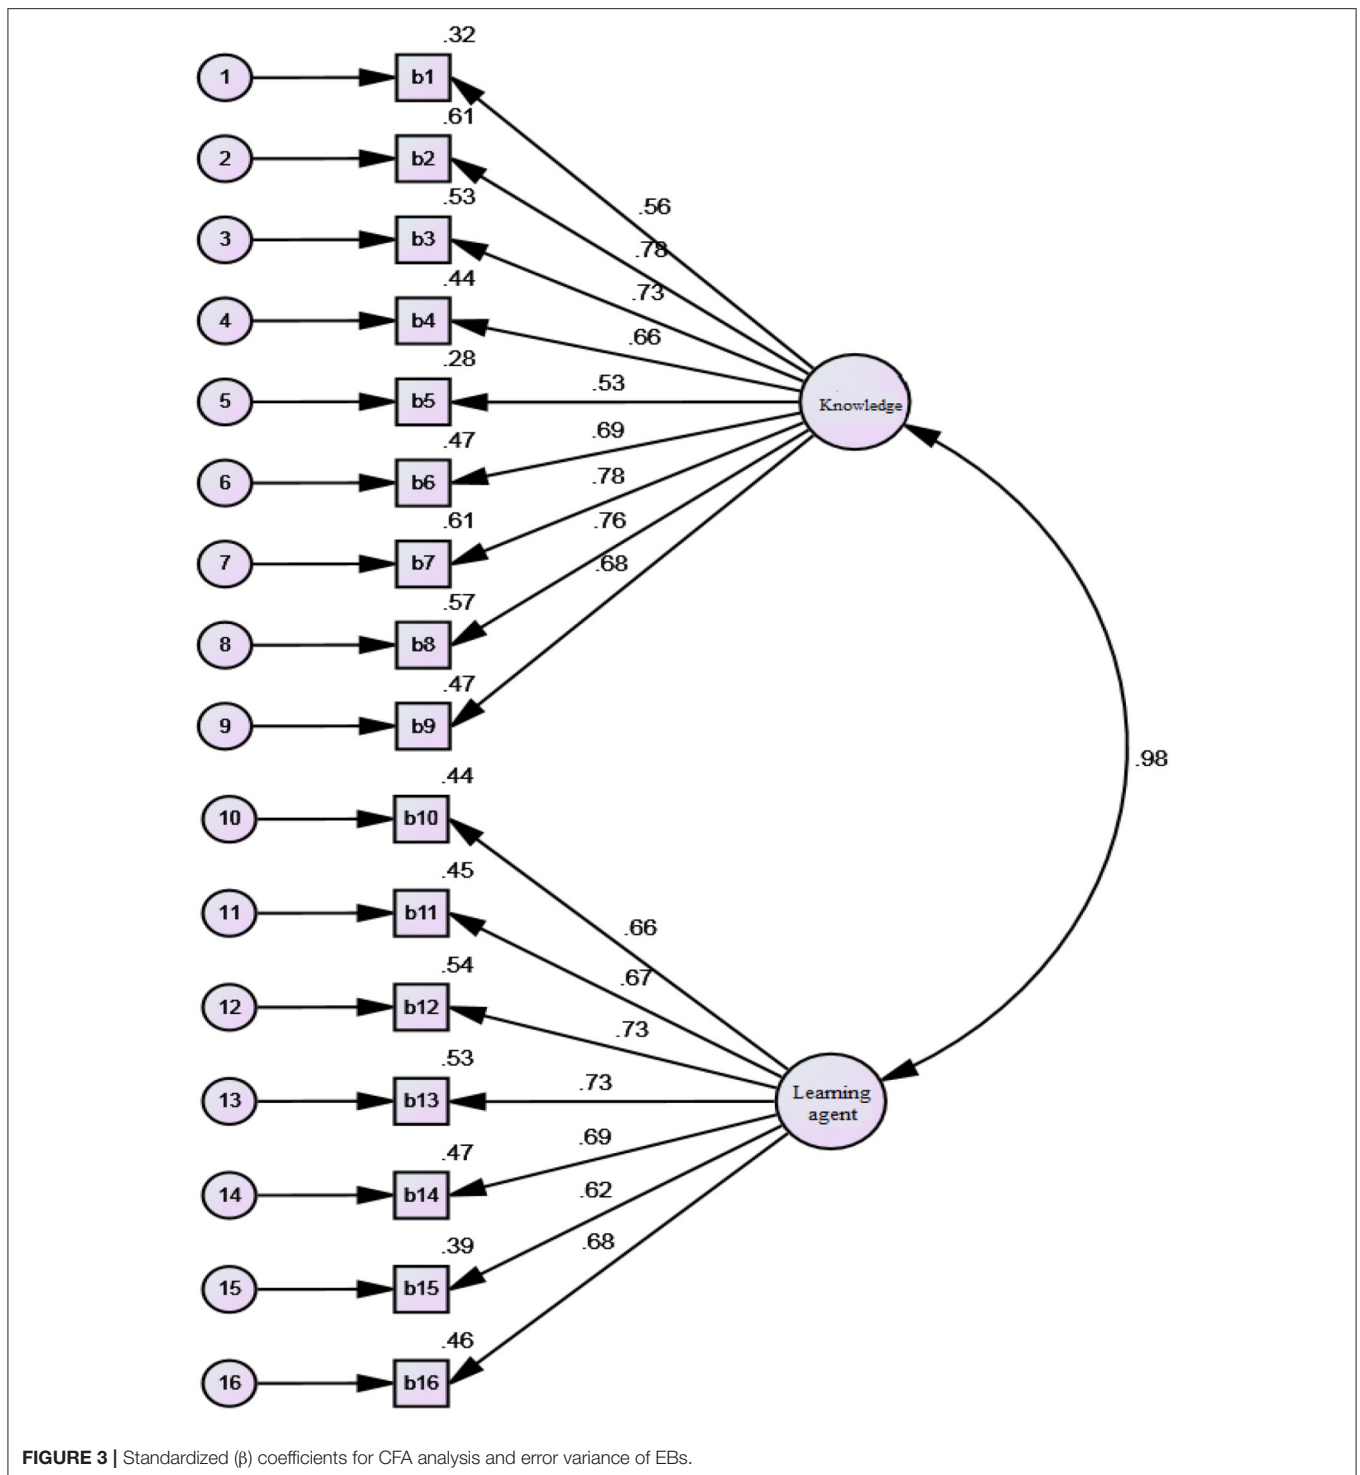 .32
1
b1
.61
2
b2
.53
3
b3
.44
4
b4
.28
5
b5
.47
6
b6
.61
7
b7
.57
8
b8
.47
9
b9
.56
.78
.73
.66
.53
.69
.78
.76
.68
Knowledge
.98
.44
10
b10
.45
11
b11
.54
12
b12
.53
13
b13
.47
14
b14
.39
15
b15
.46
16
b16
.66
.67
.73
.73
.69
.62
.68
Learning
agent
FIGURE 3 | Standardized (β) coefficients for CFA analysis and error variance of EBs.